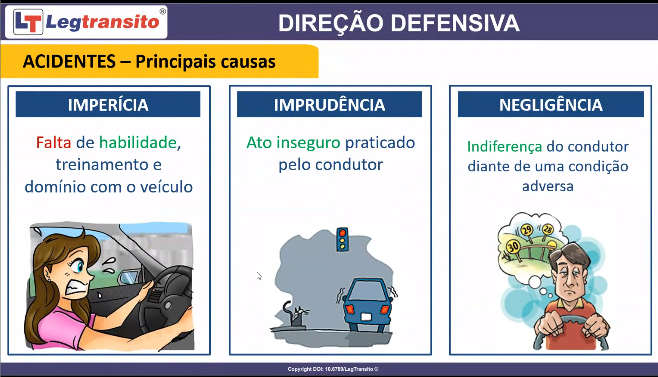 LT Legtransito®
DIREÇÃO DEFENSIVA
ACIDENTES – Principais causas
IMPERÍCIA
Falta de habilidade,
treinamento e
domínio com o veículo
IMPRUDÊNCIA
Ato inseguro praticado
pelo condutor
NEGLIGÊNCIA
Indiferença do condutor
diante de uma condição
adversa
30 29 28
Copyright DOI: 10.6789/LegTransito ©